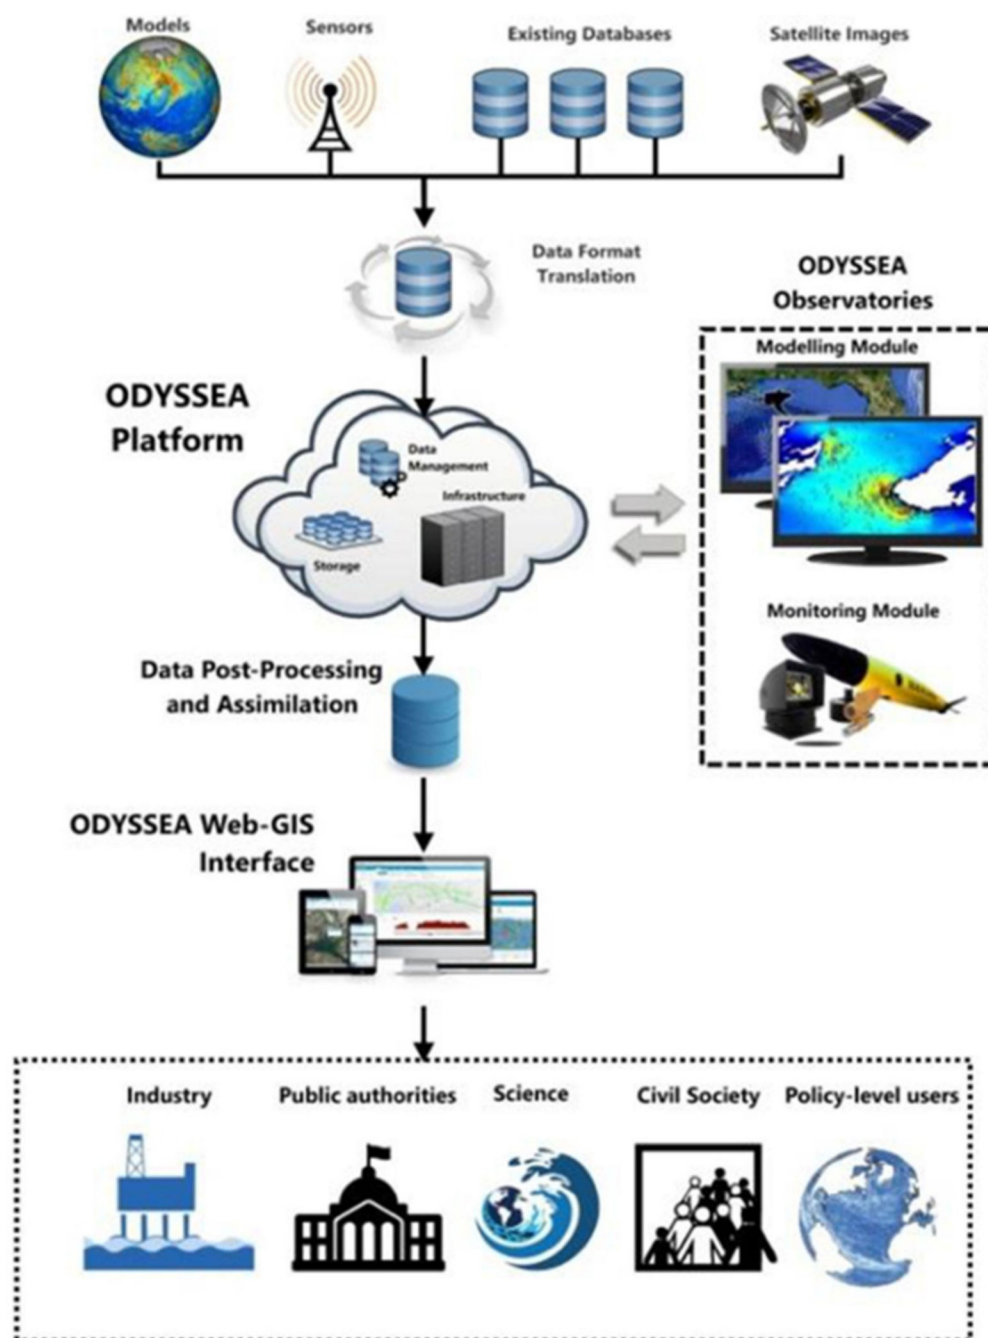 Models
Sensors
Existing Databases
Satellite Images
Data Format
Translation
ODYSSEA
Observatories
Modelling Module
ODYSSEA
Platform
Data
Management
Infrastructure
Storage
Monitoring Module
Data Post-Processing
and Assimilation
ODYSSEA Web-GIS
Interface
Industry
Public authorities
Science
Civil Society
Policy-level users